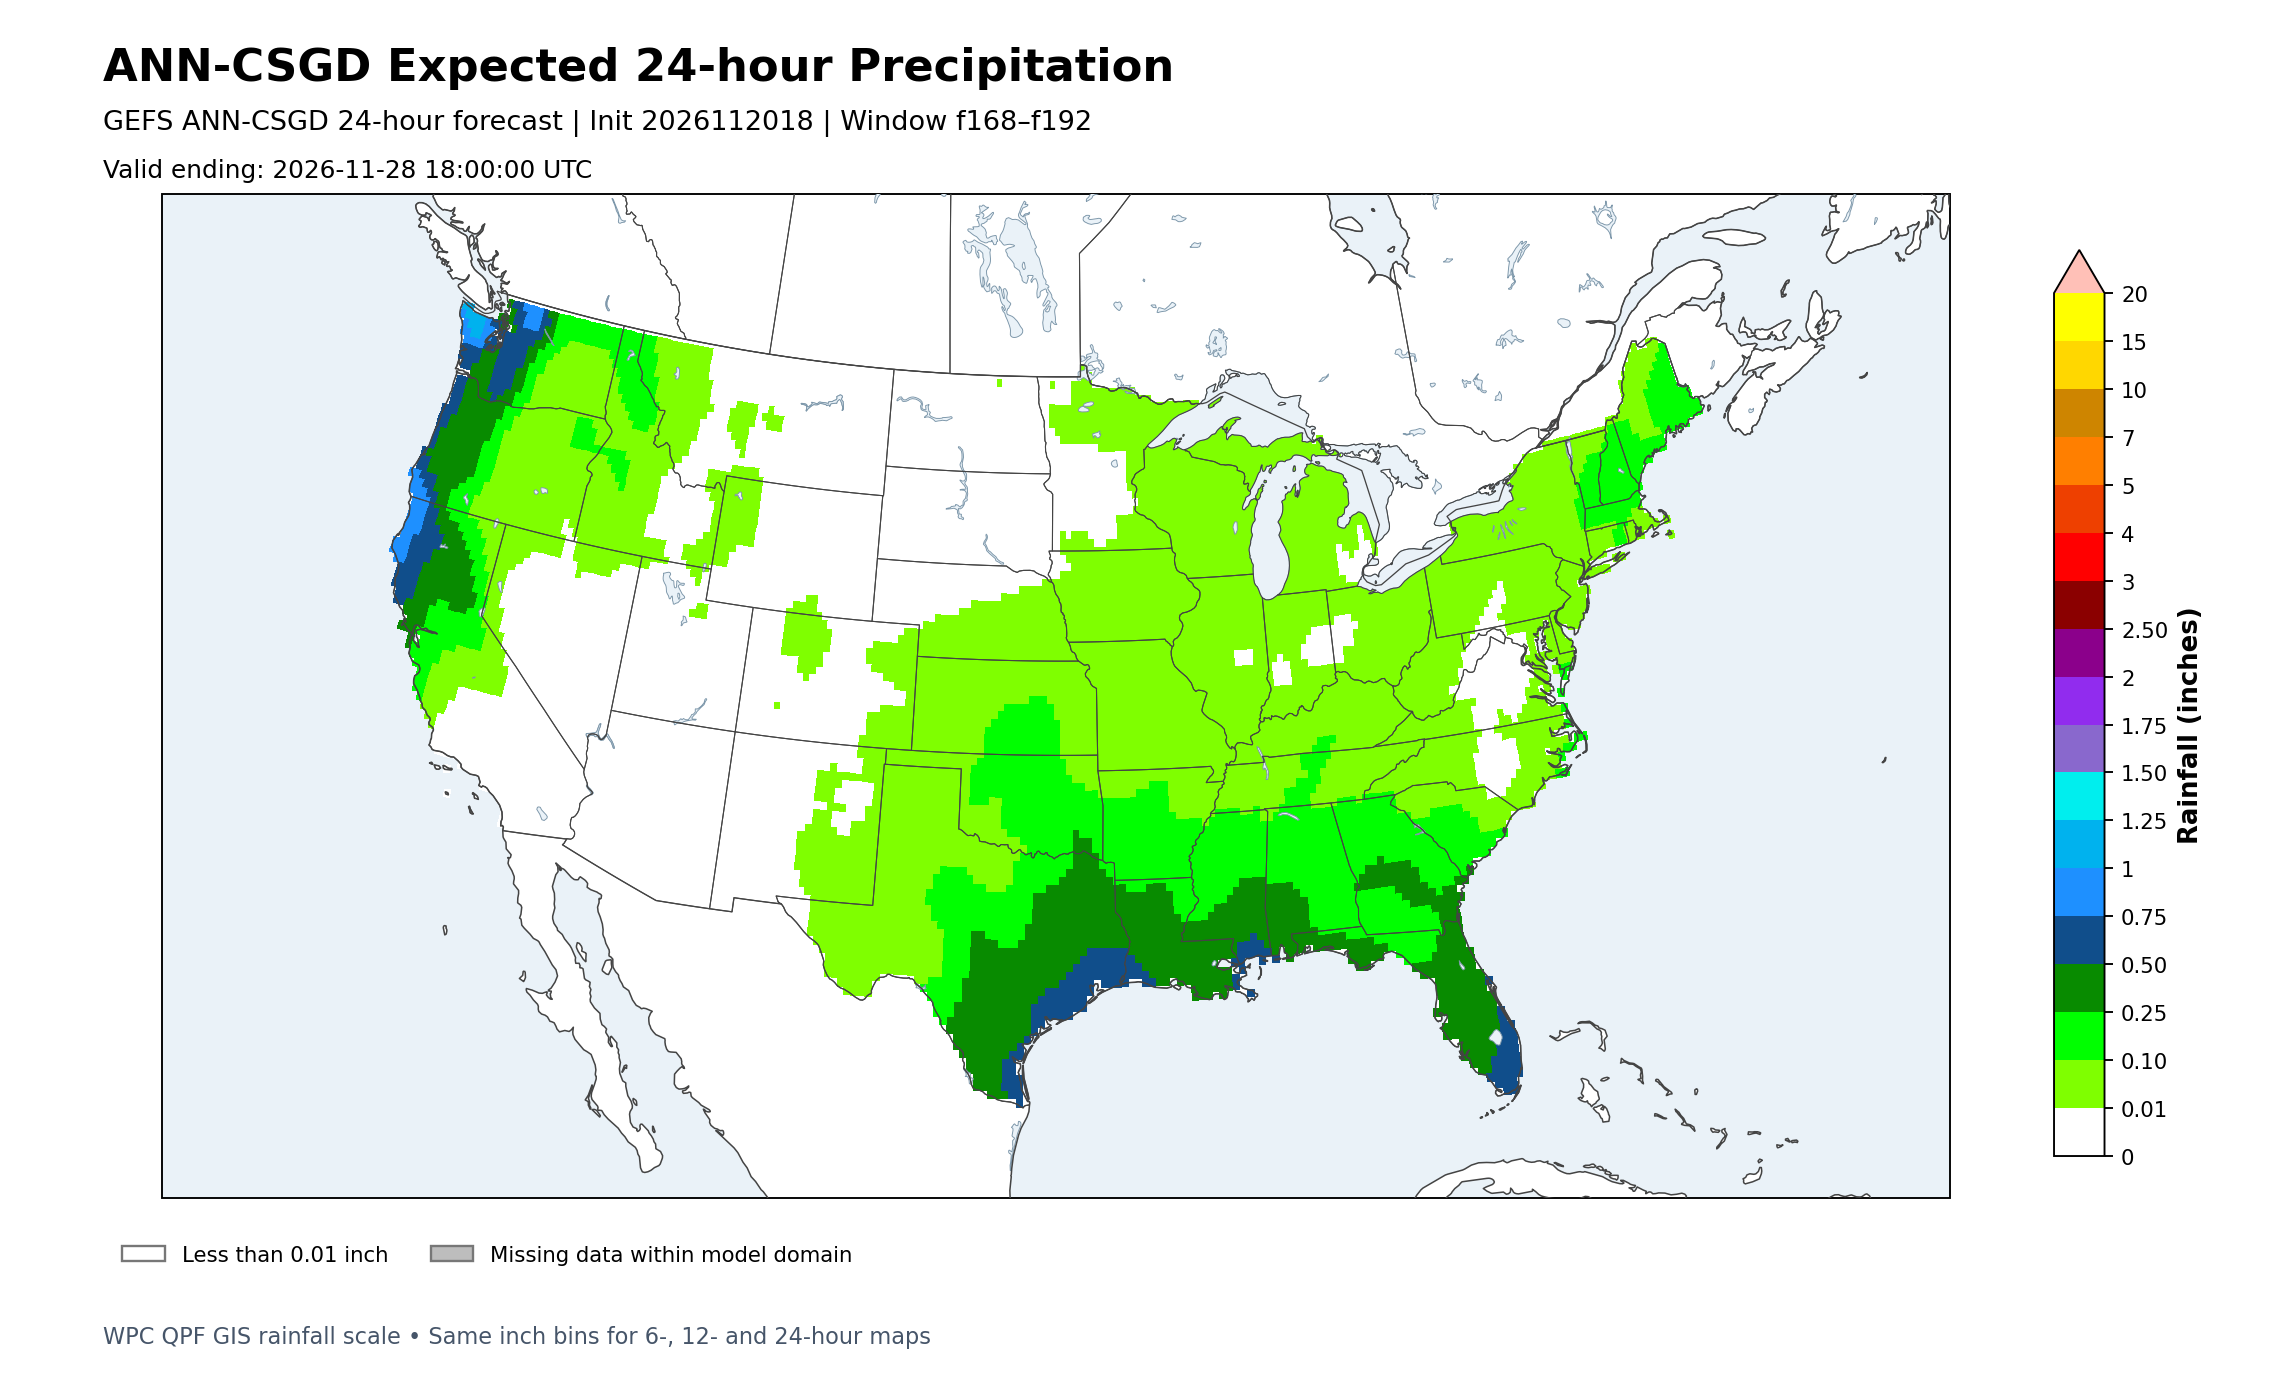 ANN-CSGD Expected 24-hour Precipitation
GEFS ANN-CSGD 24-hour forecast | Init 2026112018 | Window f168–f192
Valid ending: 2026-11-28 18:00:00 UTC
20
15
10
7
5
4
3
2.50
2
1.75
1.50
1.25
1
0.75
0.50
0.25
0.10
0.01
0
Rainfall (inches)
Less than 0.01 inch
Missing data within model domain
WPC QPF GIS rainfall scale • Same inch bins for 6-, 12- and 24-hour maps